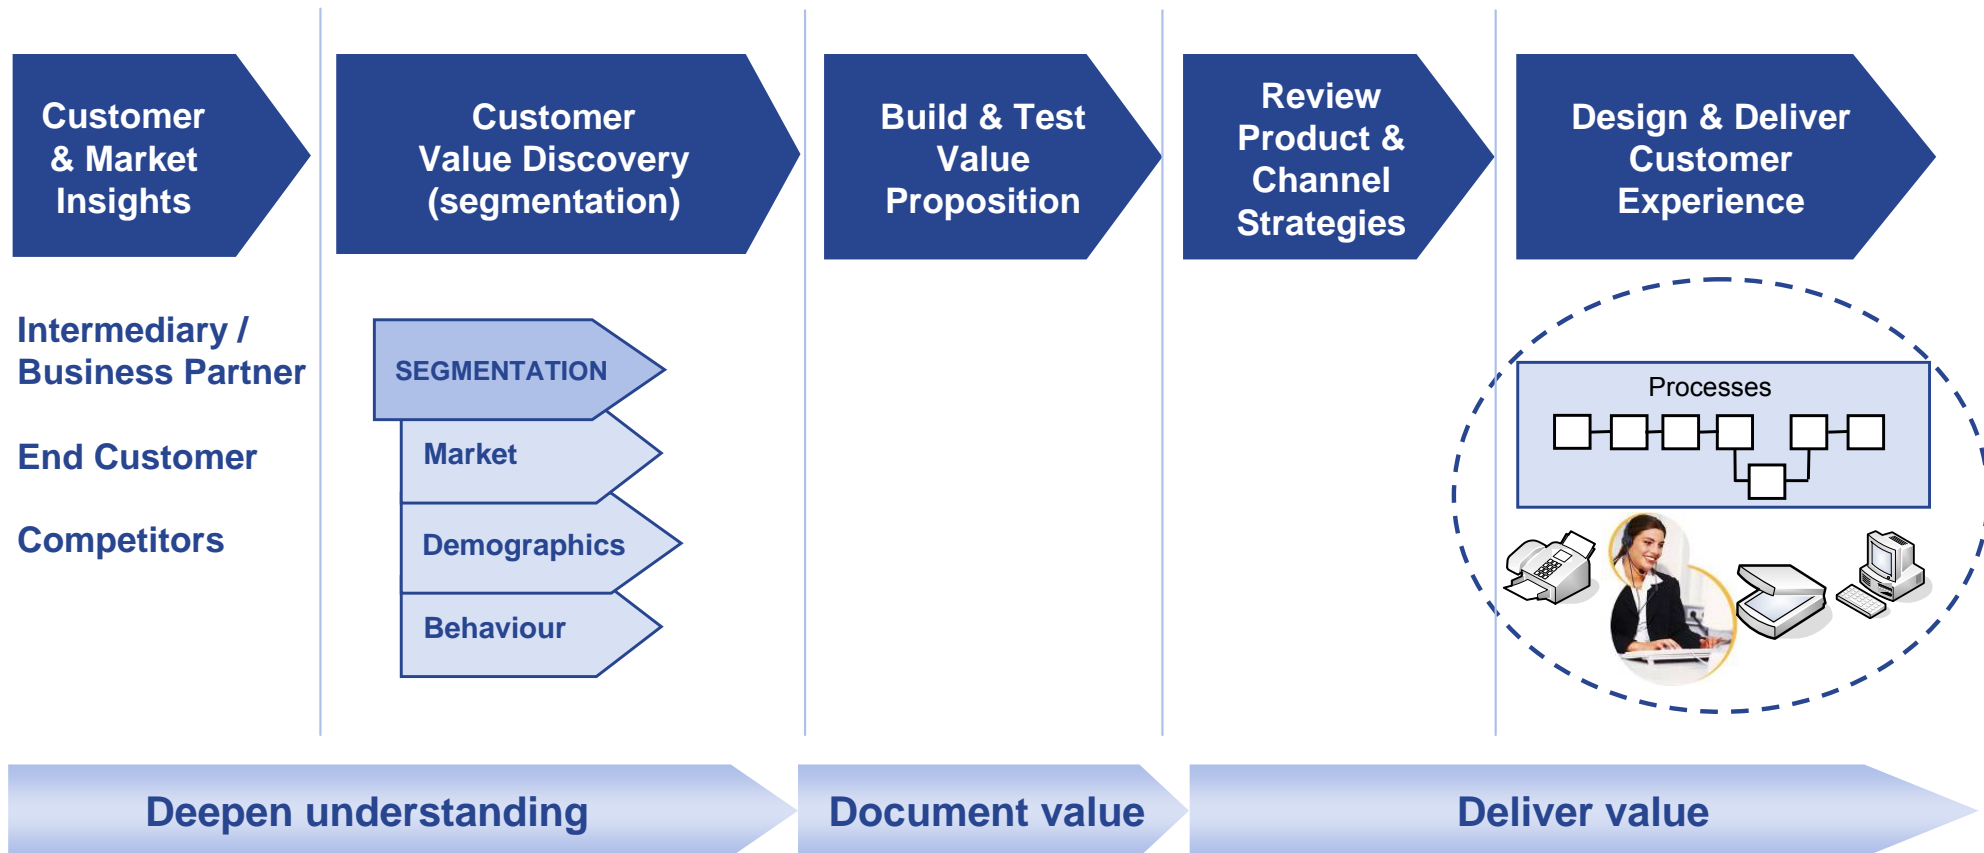 Customer
& Market
Insights
Customer
Value Discovery
(segmentation)
Build & Test
Value
Proposition
Review
Product &
Channel
Strategies
Design & Deliver
Customer
Experience
Intermediary /
Business Partner
End Customer
Competitors
SEGMENTATION
Market
Demographics
Behaviour
Processes
Deepen understanding
Document value
Deliver value